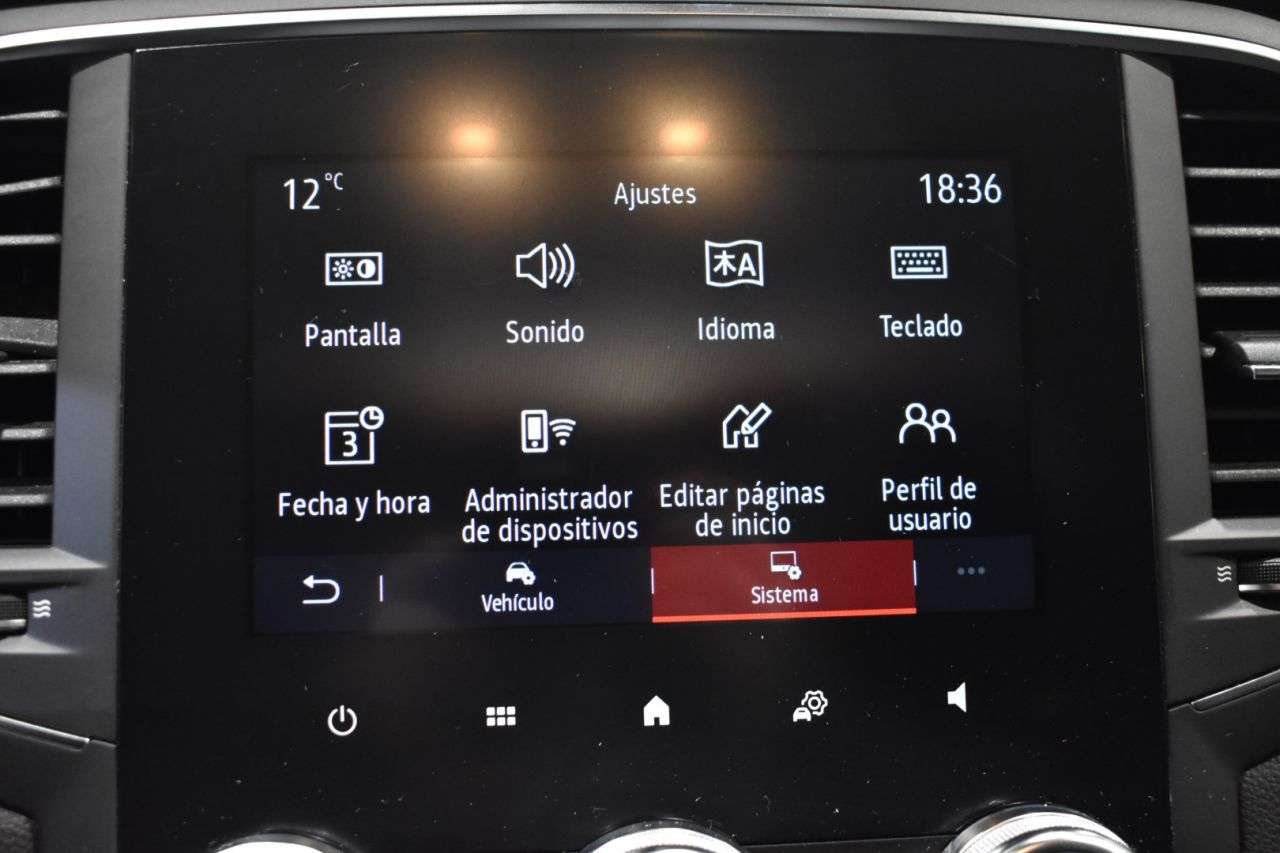 12°C Ajustes 18:36
Pantalla Sonido Idioma Teclado
3
Fecha y hora Administrador de dispositivos Editar páginas de inicio Perfil de usuario
Vehículo Sistema